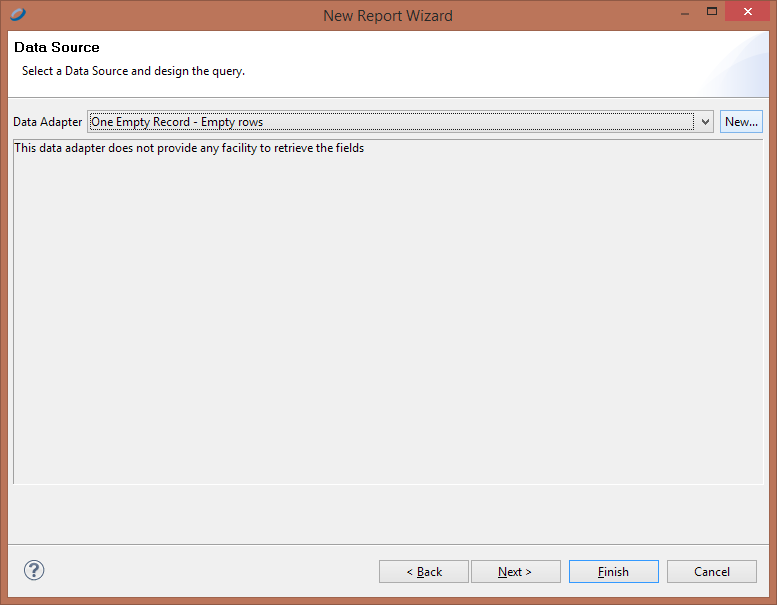 New Report Wizard
Data Source
Select a Data Source and design the query.
Data Adapter One Empty Record - Empty rows New...
This data adapter does not provide any facility to retrieve the fields
? < Back Next > Finish Cancel